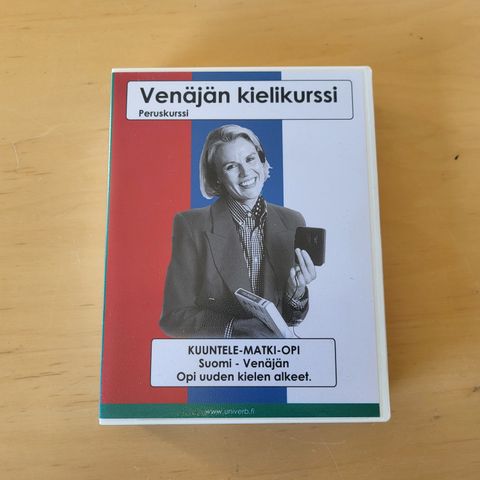 Venäjän kielikurssi
Peruskurssi
KUUNTELE-MATKI-OPI
Suomi - Venäjän
Opi uuden kielen alkeet.
www.univerb.fi